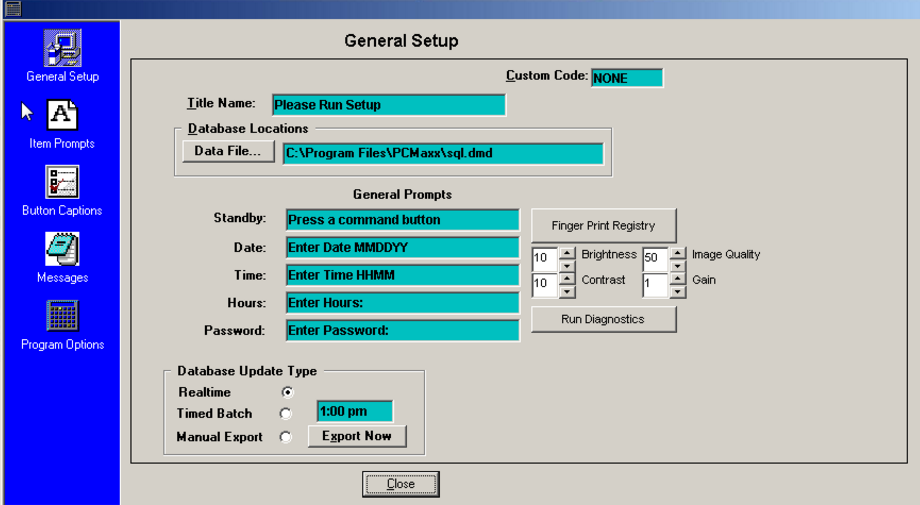 General Setup
Item Prompts
Button Captions
Messages
Program Options
General Setup
Custom Code: NONE
Title Name: Please Run Setup
Database Locations
Data File... C:\Program Files\PCMaxx\sql.dmd
General Prompts
Standby: Press a command button
Finger Print Registry
Date: Enter Date MMDDYY
10 Brightness 50 Image Quality
Time: Enter Time HHMM
10 Contrast 1 Gain
Hours: Enter Hours:
Password: Enter Password:
Run Diagnostics
Database Update Type
Realtime
Timed Batch 1:00 pm
Manual Export Export Now
Close